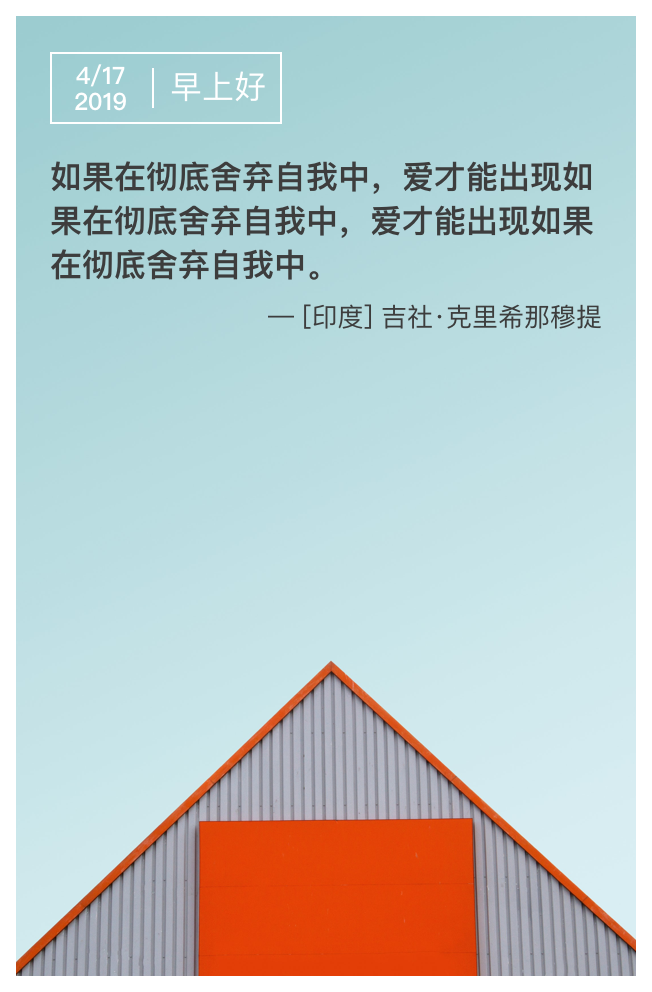 4/17
2019
早上好
如果在彻底舍弃自我中，爱才能出现如
果在彻底舍弃自我中，爱才能出现如果
在彻底舍弃自我中。
— [印度] 吉社·克里希那穆提